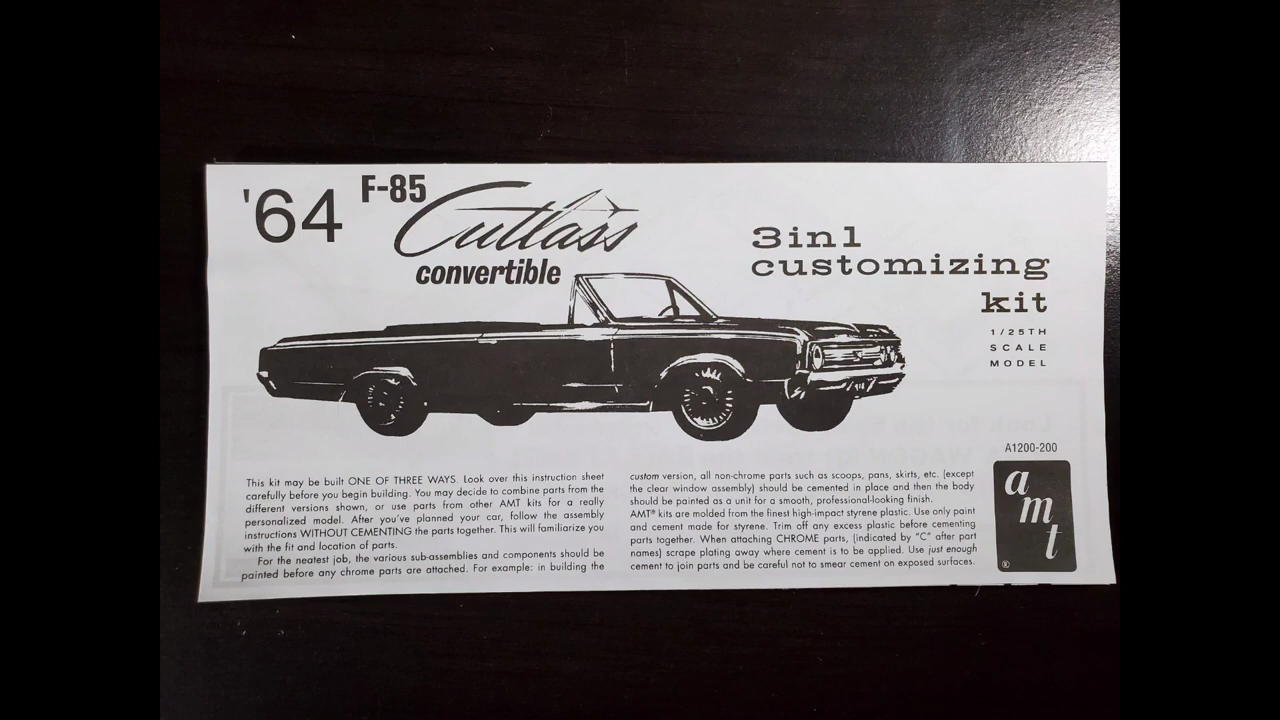 '64 F-85 Cutlass
convertible
3 in 1
customizing
kit
1/25TH
SCALE
MODEL
A1200-200
amt
®
This kit may be built ONE OF THREE WAYS. Look over this instruction sheet
carefully before you begin building. You may decide to combine parts from the
different versions shown, or use parts from other AMT kits for a really
personalized model. After you've planned your car, follow the assembly
instructions WITHOUT CEMENTING the parts together. This will familiarize you
with the fit and location of parts.
For the neatest job, the various sub-assemblies and components should be
painted before any chrome parts are attached. For example: in building the
custom version, all non-chrome parts such as scoops, pans, skirts, etc. (except
the clear window assembly) should be cemented in place and then the body
should be painted as a unit for a smooth, professional-looking finish.
AMT® kits are molded from the finest high-impact styrene plastic. Use only paint
and cement made for styrene. Trim off any excess plastic before cementing
parts together. When attaching CHROME parts, (indicated by "C" after part
names) scrape plating away where cement is to be applied. Use just enough
cement to join parts and be careful not to smear cement on exposed surfaces.